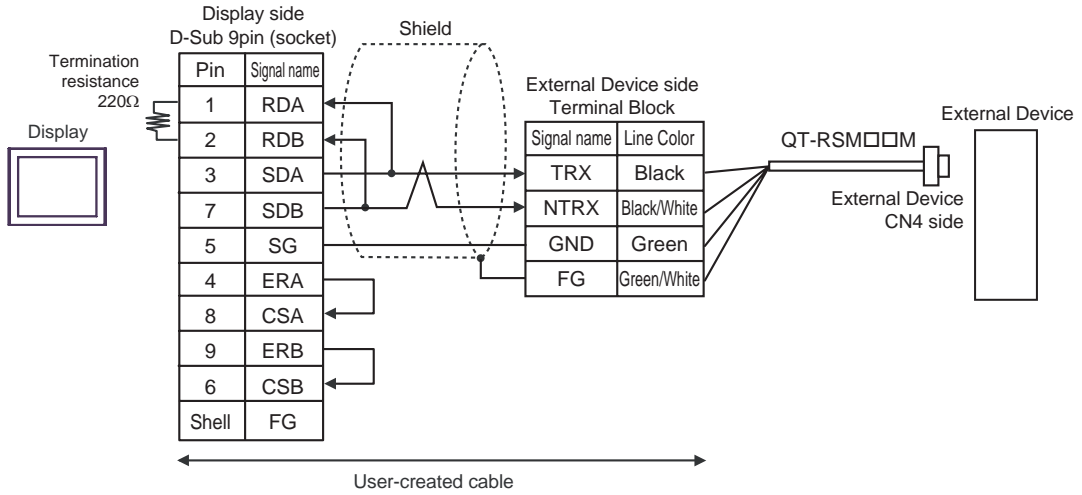 Display side
D-Sub 9pin (socket)
Shield
Termination
resistance
220Ω
Display
Pin Signal name
1 RDA
2 RDB
3 SDA
7 SDB
5 SG
4 ERA
8 CSA
9 ERB
6 CSB
Shell FG
External Device side
Terminal Block
Signal name Line Color
TRX Black
NTRX Black/White
GND Green
FG Green/White
QT-RSM□□M
External Device
CN4 side
External Device
User-created cable